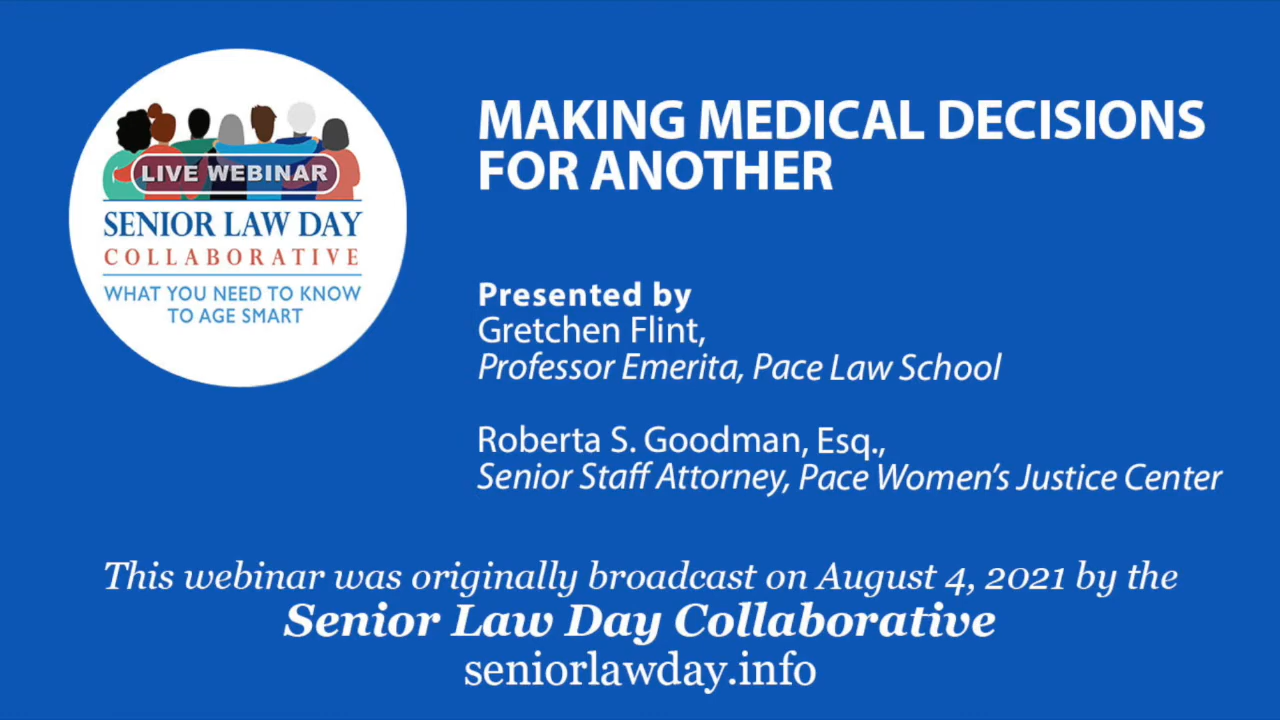 LIVE WEBINAR
SENIOR LAW DAY
COLLABORATIVE
WHAT YOU NEED TO KNOW
TO AGE SMART
MAKING MEDICAL DECISIONS
FOR ANOTHER
Presented by
Gretchen Flint,
Professor Emerita, Pace Law School
Roberta S. Goodman, Esq.,
Senior Staff Attorney, Pace Women’s Justice Center
This webinar was originally broadcast on August 4, 2021 by the
Senior Law Day Collaborative
seniorlawday.info